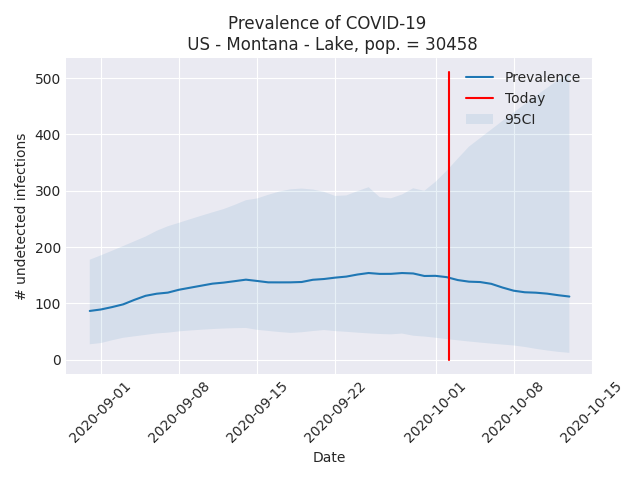 Prevalence of COVID-19
US - Montana - Lake, pop. = 30458
Prevalence
Today
95CI
500
400
300
200
100
0
# undetected infections
2020-09-01
2020-09-08
2020-09-15
2020-09-22
2020-10-01
2020-10-08
2020-10-15
Date